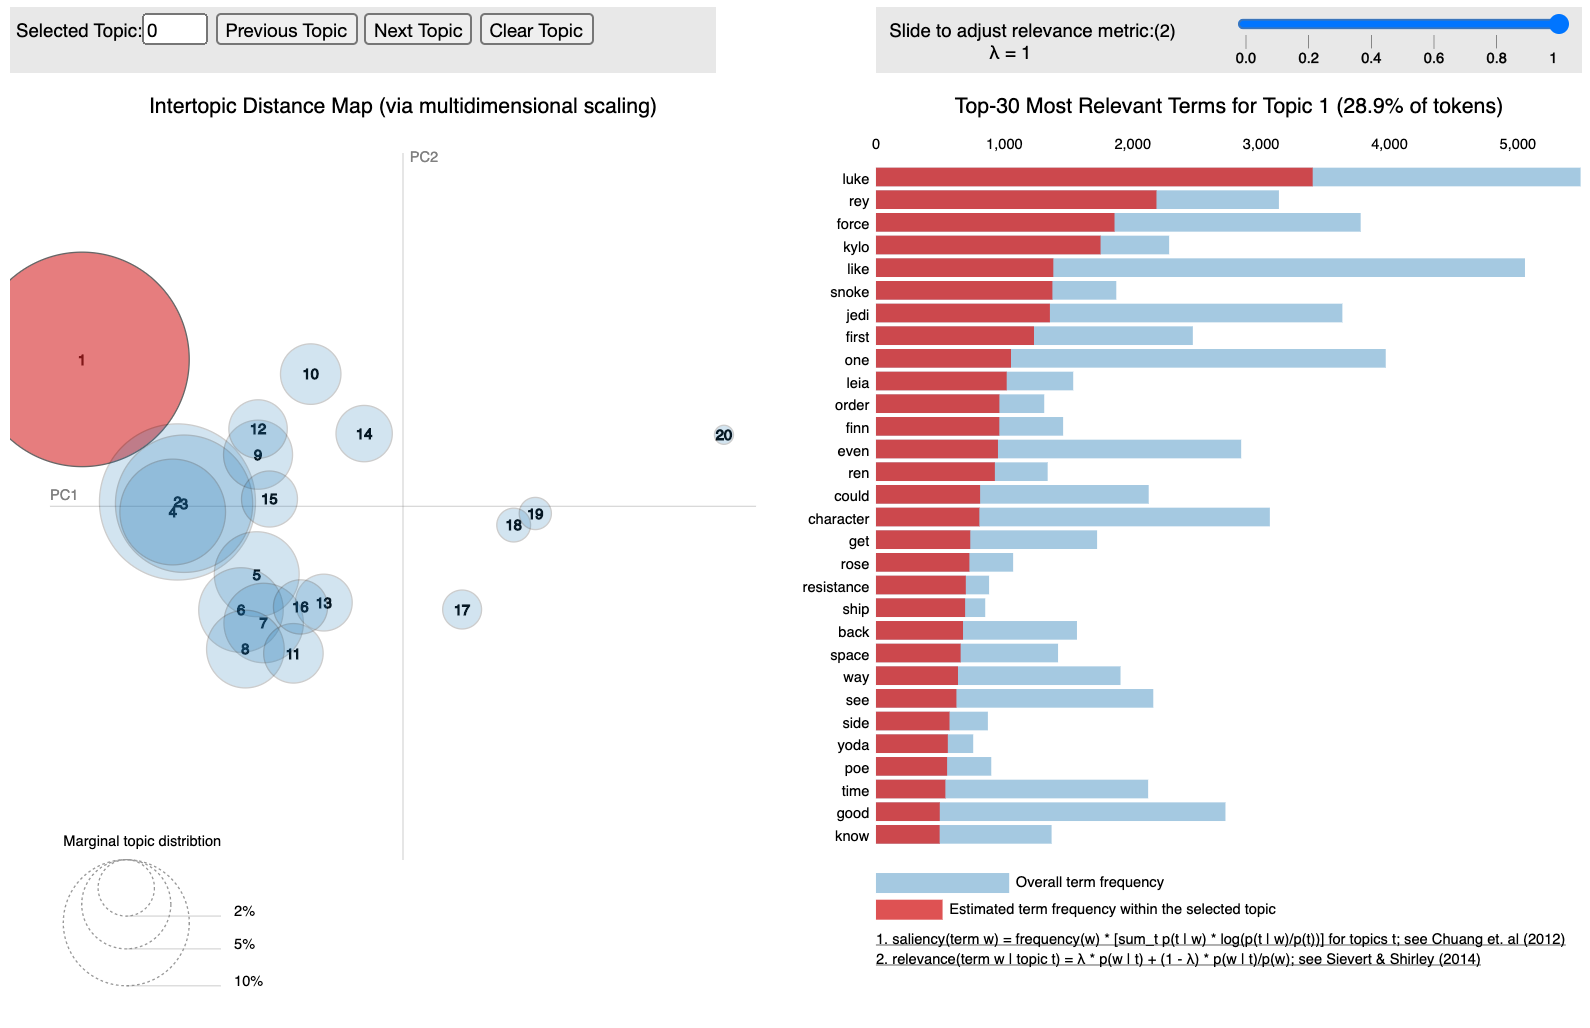 Selected Topic: 0 Previous Topic Next Topic Clear Topic
Slide to adjust relevance metric:(2)
λ = 1
0.0 0.2 0.4 0.6 0.8 1
Intertopic Distance Map (via multidimensional scaling)
PC2
PC1
1
2
3
4
5
6
7
8
9
10
11
12
13
14
15
16
17
18
19
20
Marginal topic distribtion
2%
5%
10%
Top-30 Most Relevant Terms for Topic 1 (28.9% of tokens)
0 1,000 2,000 3,000 4,000 5,000
luke
rey
force
kylo
like
snoke
jedi
first
one
leia
order
finn
even
ren
could
character
get
rose
resistance
ship
back
space
way
see
side
yoda
poe
time
good
know
Overall term frequency
Estimated term frequency within the selected topic
1. saliency(term w) = frequency(w) * [sum_t p(t | w) * log(p(t | w)/p(t))] for topics t; see Chuang et. al (2012)
2. relevance(term w | topic t) = λ * p(w | t) + (1 - λ) * p(w | t)/p(w); see Sievert & Shirley (2014)